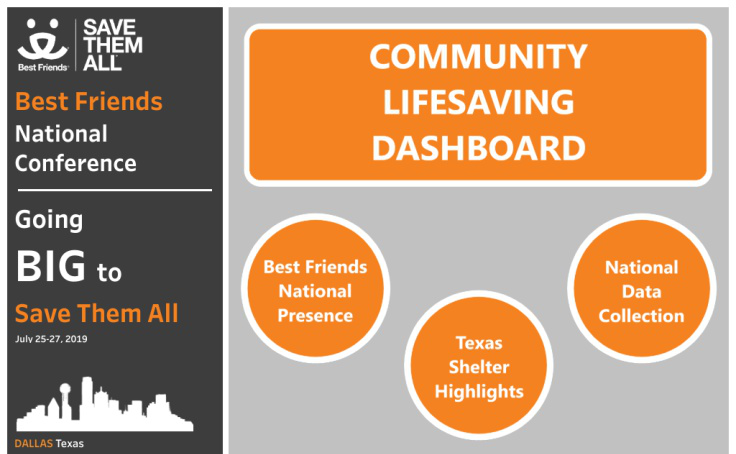 SAVE
THEM
ALL
Best Friends
Best Friends
National
Conference
Going
BIG to
Save Them All
July 25-27, 2019
DALLAS Texas
COMMUNITY
LIFESAVING
DASHBOARD
Best Friends
National
Presence
Texas
Shelter
Highlights
National
Data
Collection